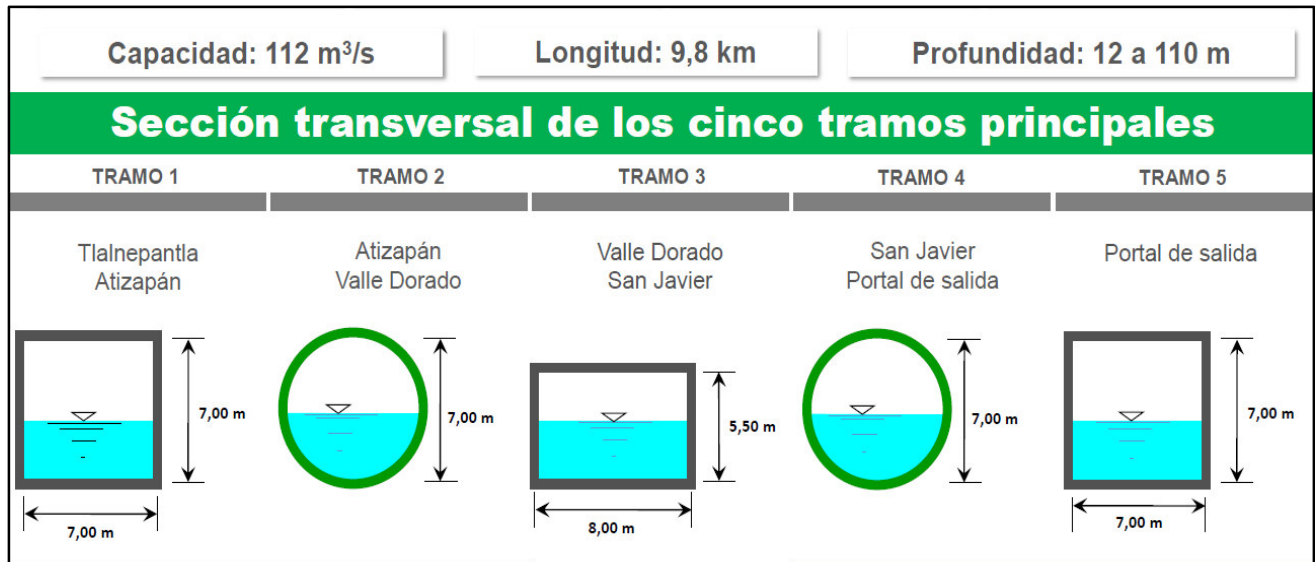 Capacidad: 112 m³/s
Longitud: 9,8 km
Profundidad: 12 a 110 m
Sección transversal de los cinco tramos principales
TRAMO 1
TRAMO 2
TRAMO 3
TRAMO 4
TRAMO 5
Tlalnepantla
Atizapán
Atizapán
Valle Dorado
Valle Dorado
San Javier
San Javier
Portal de salida
Portal de salida
7,00 m
7,00 m
7,00 m
5,50 m
8,00 m
7,00 m
7,00 m
7,00 m